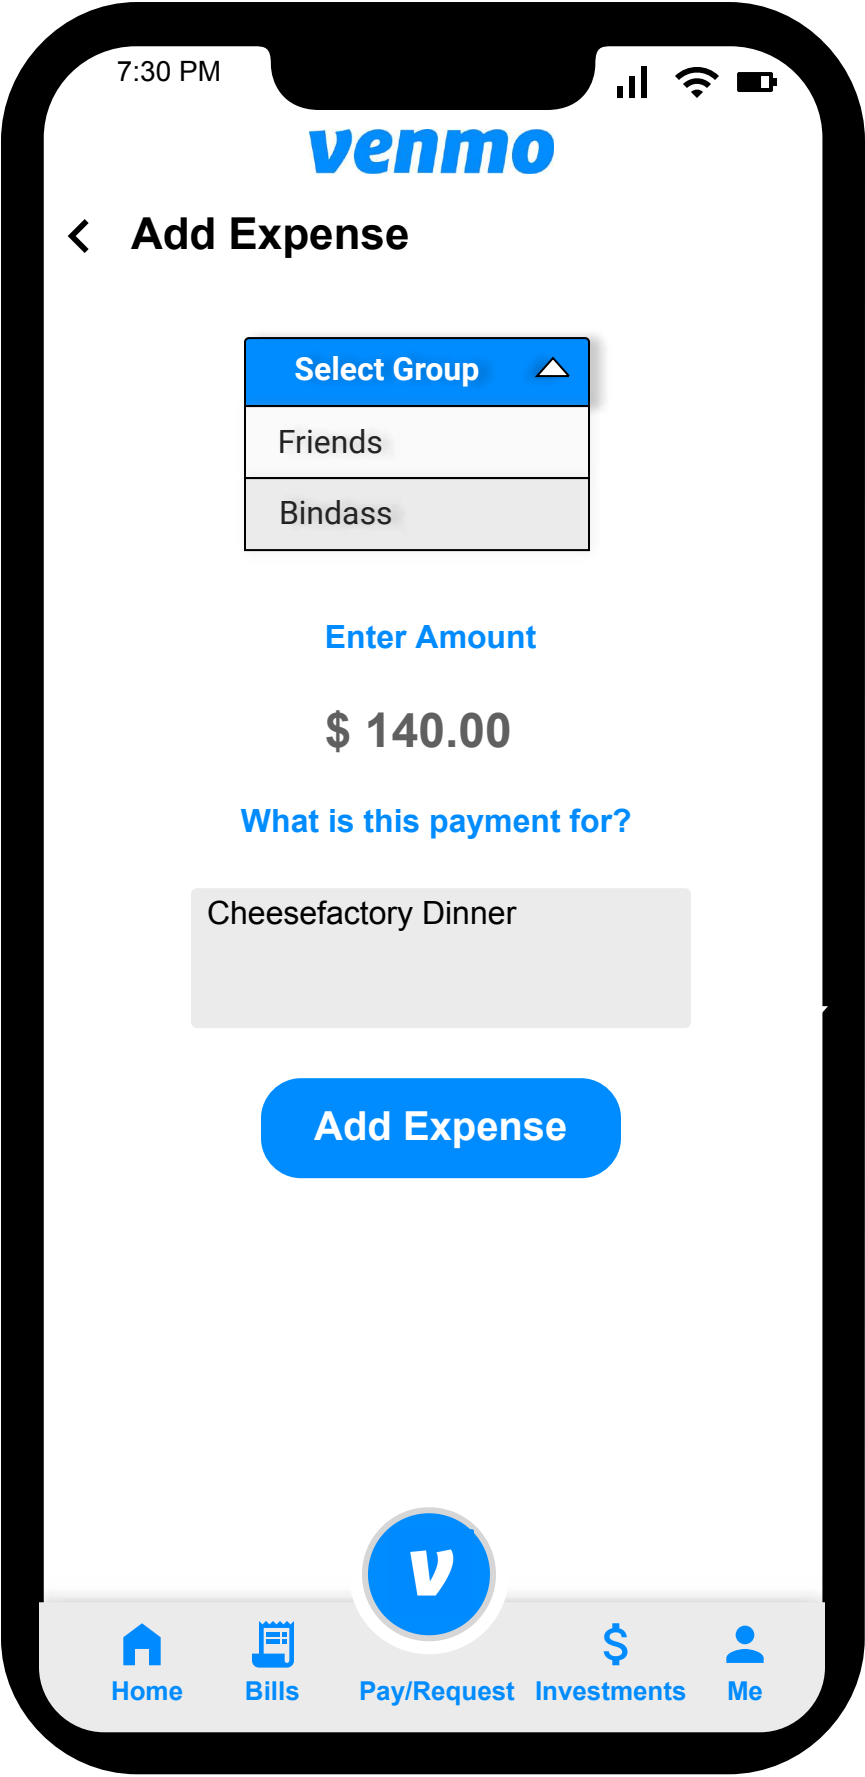 7:30 PM
venmo
Add Expense
Select Group
Friends
Bindass
Enter Amount
$ 140.00
What is this payment for?
Cheesefactory Dinner
Add Expense
v
Home Bills Pay/Request Investments Me